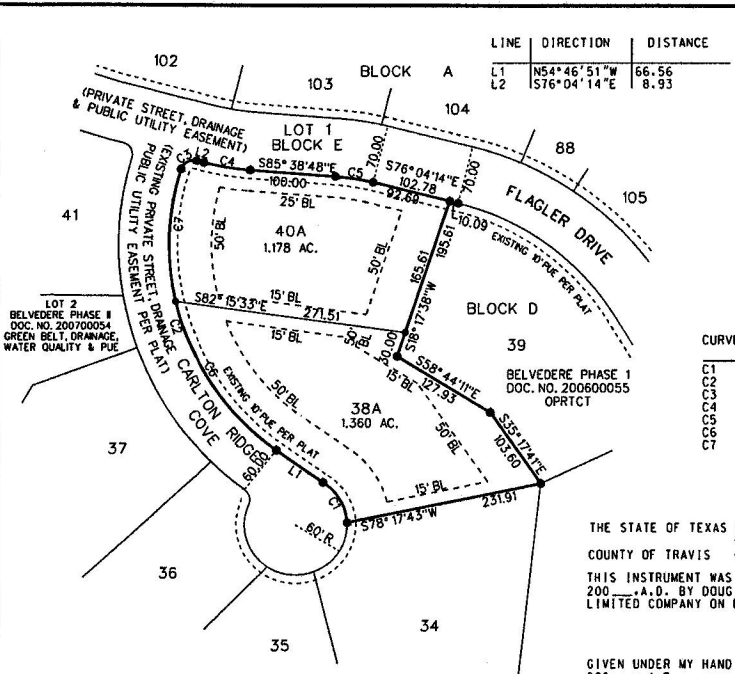 LINE DIRECTION DISTANCE
L1 N54°46'51"W 66.56
L2 S76°04'14"E 8.93
102
103
BLOCK A
104
88
105
(PRIVATE STREET, DRAINAGE
& PUBLIC UTILITY EASEMENT)
LOT 1
BLOCK E
70.00
S76°04'14"E
102.78
70.00
FLAGLER DRIVE
C3
L2
C4
S85°38'48"E
100.00
C5
92.69
10.09
EXISTING 10' PUE PER PLAT
25' BL
50' BL
40A
1.178 AC.
50' BL
15' BL
195.61
165.61
S18°17'38"W
41
(EXISTING PRIVATE STREET, DRAINAGE
PUBLIC UTILITY EASEMENT PER PLAT)
C7
S82°15'33"E
271.51
LOT 2
BELVEDERE PHASE II
DOC. NO. 200700054
GREEN BELT, DRAINAGE,
WATER QUALITY & PUE
C2
15' BL
50' BL
30.00
BLOCK D
39
BELVEDERE PHASE 1
DOC. NO. 200600055
OPRTCT
CURVE
C1
C2
C3
C4
C5
C6
C7
C6
EXISTING 10' PUE PER PLAT
50' BL
15' BL
S58°44'11"E
127.93
38A
1.360 AC.
50' BL
S35°17'41"E
103.60
CARLTON RIDGE
COVE
37
60.00
L1
C1
15' BL
S78°17'43"W
231.91
60' R
36
35
34
THE STATE OF TEXAS
COUNTY OF TRAVIS
THIS INSTRUMENT WAS
200___,A.D. BY DOUG
LIMITED COMPANY ON
GIVEN UNDER MY HAND